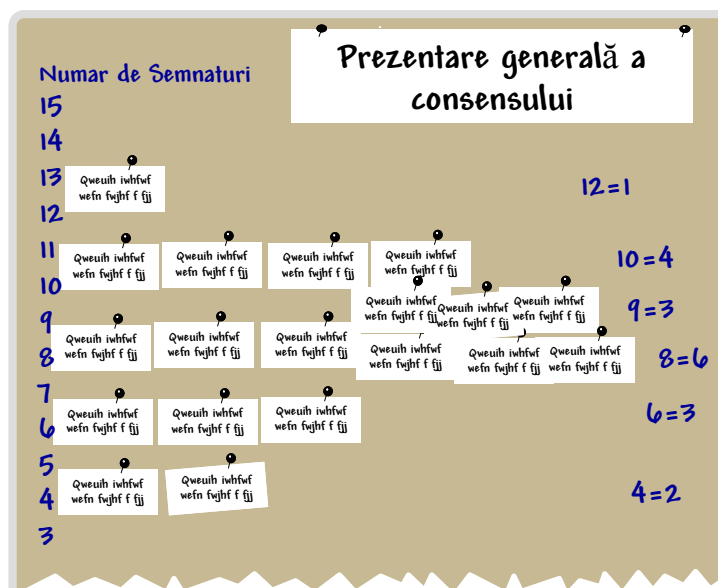 Prezentare generală a
consensului
Numar de Semnaturi
15
14
13
Qweuih iwhfwf
wefn fwjhf f fjj
12=1
12
11
Qweuih iwhfwf
wefn fwjhf f fjj
Qweuih iwhfwf
wefn fwjhf f fjj
Qweuih iwhfwf
wefn fwjhf f fjj
Qweuih iwhfwf
wefn fwjhf f fjj
10=4
10
Qweuih iwhfwf
wefn fwjhf f fjj
Qweuih iwhfwf
wefn fwjhf f fjj
Qweuih iwhfwf
wefn fwjhf f fjj
9=3
9
Qweuih iwhfwf
wefn fwjhf f fjj
Qweuih iwhfwf
wefn fwjhf f fjj
Qweuih iwhfwf
wefn fwjhf f fjj
Qweuih iwhfwf
wefn fwjhf f fjj
Qweuih iwhfwf
wefn fwjhf f fjj
Qweuih iwhfwf
wefn fwjhf f fjj
8
8=6
7
Qweuih iwhfwf
wefn fwjhf f fjj
Qweuih iwhfwf
wefn fwjhf f fjj
Qweuih iwhfwf
wefn fwjhf f fjj
6=3
6
5
Qweuih iwhfwf
wefn fwjhf f fjj
Qweuih iwhfwf
wefn fwjhf f fjj
4=2
4
3